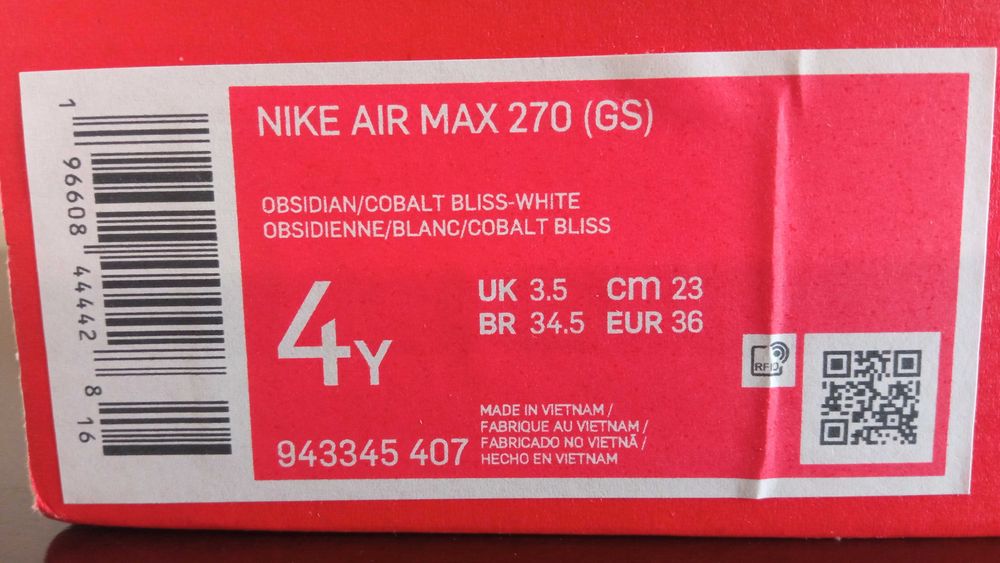 1 96608 44442 8 16
NIKE AIR MAX 270 (GS)
OBSIDIAN/COBALT BLISS-WHITE
OBSIDIENNE/BLANC/COBALT BLISS
4Y
UK 3.5 cm 23
BR 34.5 EUR 36
RFID
943345 407
MADE IN VIETNAM /
FABRIQUE AU VIETNAM /
FABRICADO NO VIETNÃ /
HECHO EN VIETNAM